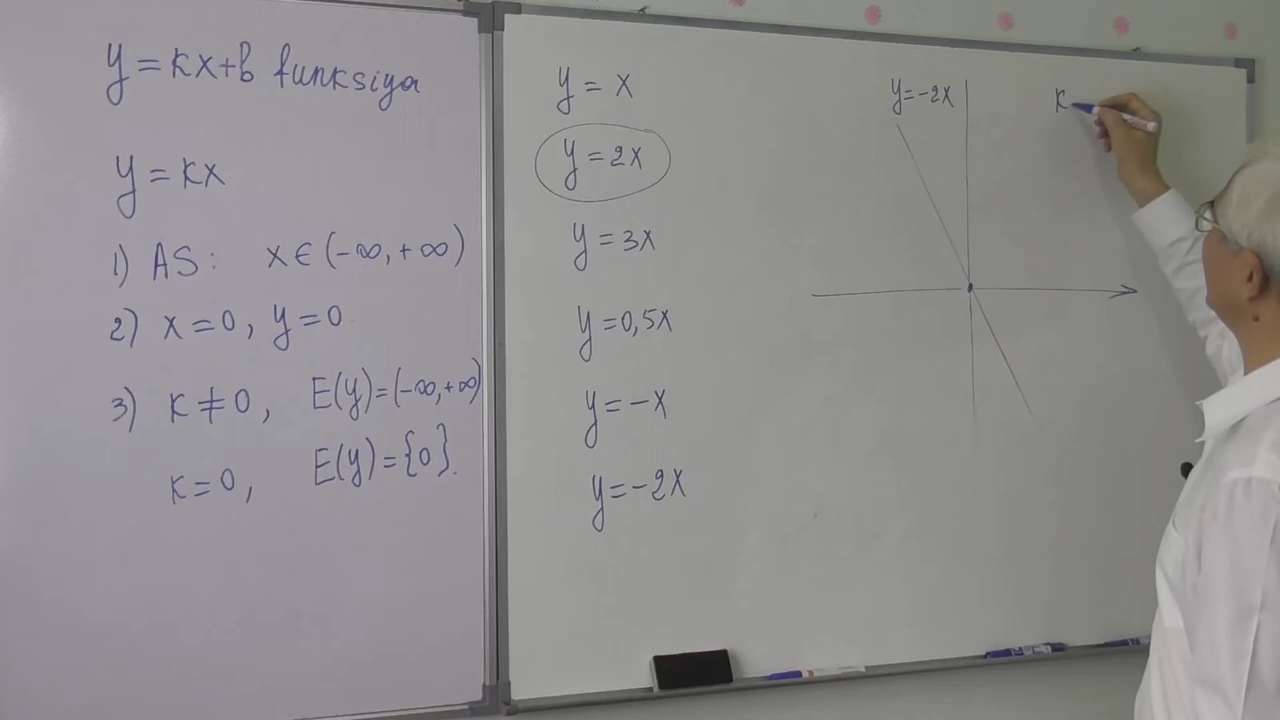 y = kx+b funksiya
y = kx
1) AS: x ∈ (-∞, +∞)
2) x = 0, y = 0
3) k ≠ 0, E(y) = (-∞, +∞)
k = 0, E(y) = {0}.
y = x
y = 2x
y = 3x
y = 0,5x
y = -x
y = -2x
y = -2x
k